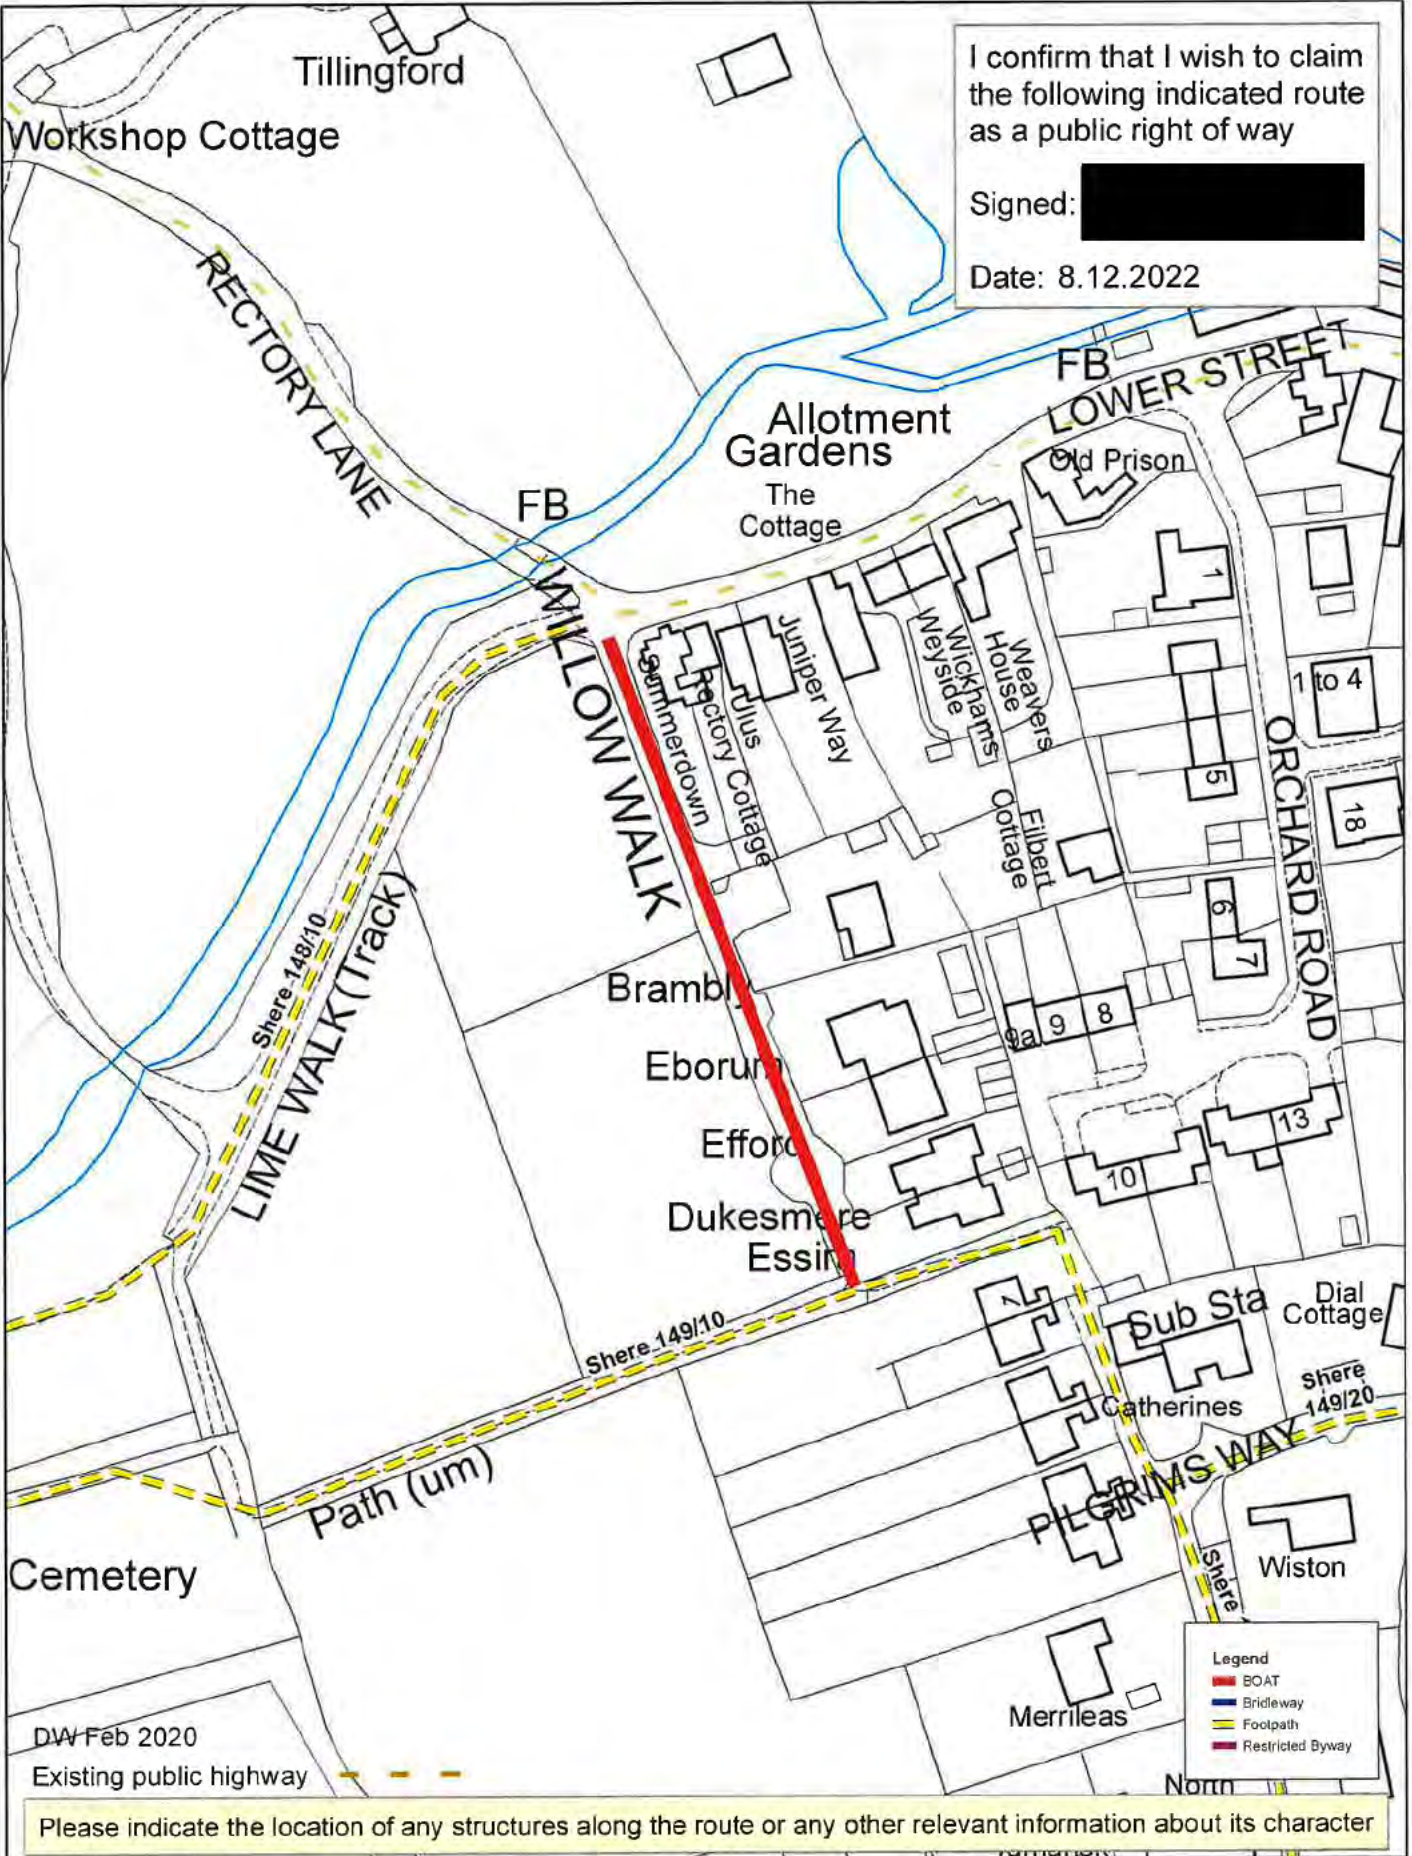 Tillingford
I confirm that I wish to claim
the following indicated route
as a public right of way
Signed:
Date: 8.12.2022
Workshop Cottage
RECTORY LANE
FB
LOWER STREET
Allotment
Gardens
Old Prison
The
Cottage
FB
WILLOW WALK
1
Summerdown
Rectory Cottage
Ulus
Juniper Way
Weyside
Wickhams
Weavers
House
1 to 4
5
ORCHARD ROAD
18
Filbert
Cottage
6
7
Shere 148/10
LIME WALK (Track)
Brambly
9a
9
8
Eborum
Efford
13
10
Dukesmere
Essim
7
Sub Sta
Dial
Cottage
Shere 149/10
Shere
149/20
Catherines
PILGRIMS WAY
Path (um)
Cemetery
Wiston
Shere
Merrileas
Legend
BOAT
Bridleway
Footpath
Restricted Byway
DW Feb 2020
Existing public highway
North
Please indicate the location of any structures along the route or any other relevant information about its character